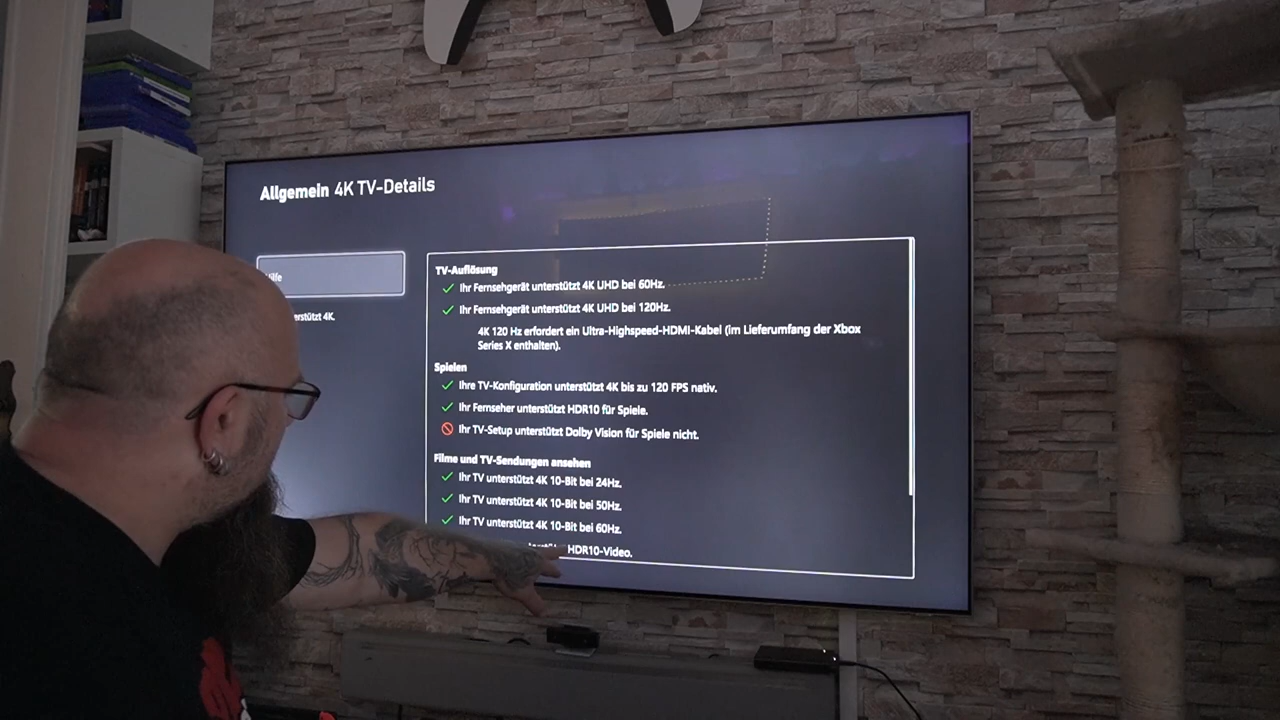 Allgemein 4K TV-Details
TV-Auflösung
Ihr Fernsehgerät unterstützt 4K UHD bei 60Hz.
Ihr Fernsehgerät unterstützt 4K UHD bei 120Hz.
4K 120 Hz erfordert ein Ultra-Highspeed-HDMI-Kabel (im Lieferumfang der Xbox
Series X enthalten).
Spielen
Ihre TV-Konfiguration unterstützt 4K bis zu 120 FPS nativ.
Ihr Fernseher unterstützt HDR10 für Spiele.
Ihr TV-Setup unterstützt Dolby Vision für Spiele nicht.
Filme und TV-Sendungen ansehen
Ihr TV unterstützt 4K 10-Bit bei 24Hz.
Ihr TV unterstützt 4K 10-Bit bei 50Hz.
Ihr TV unterstützt 4K 10-Bit bei 60Hz.
HDR10-Video.
4K.